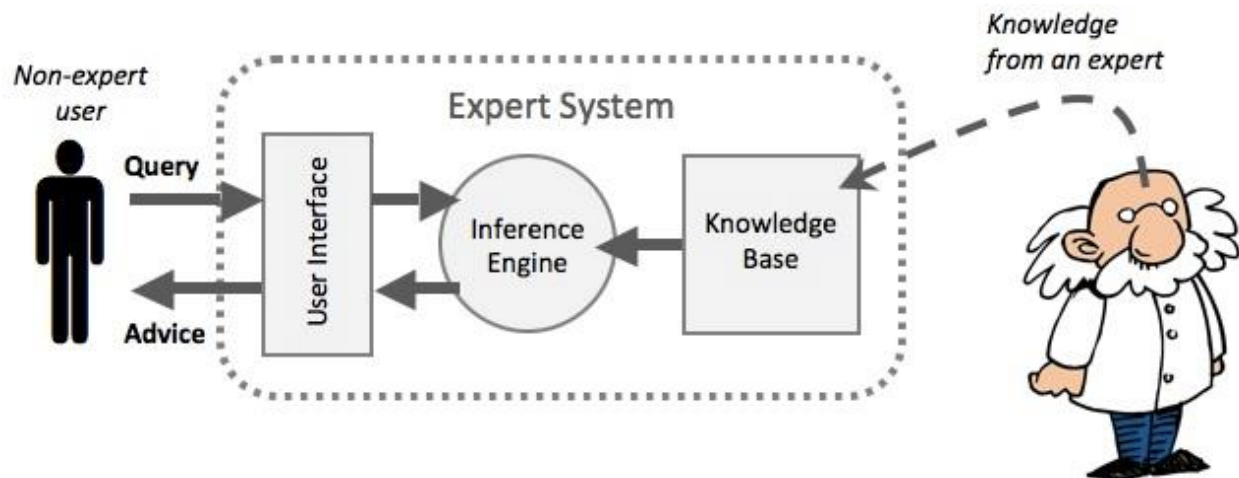 Non-expert
user
Query
Advice
Expert System
User Interface
Inference
Engine
Knowledge
Base
Knowledge
from an expert